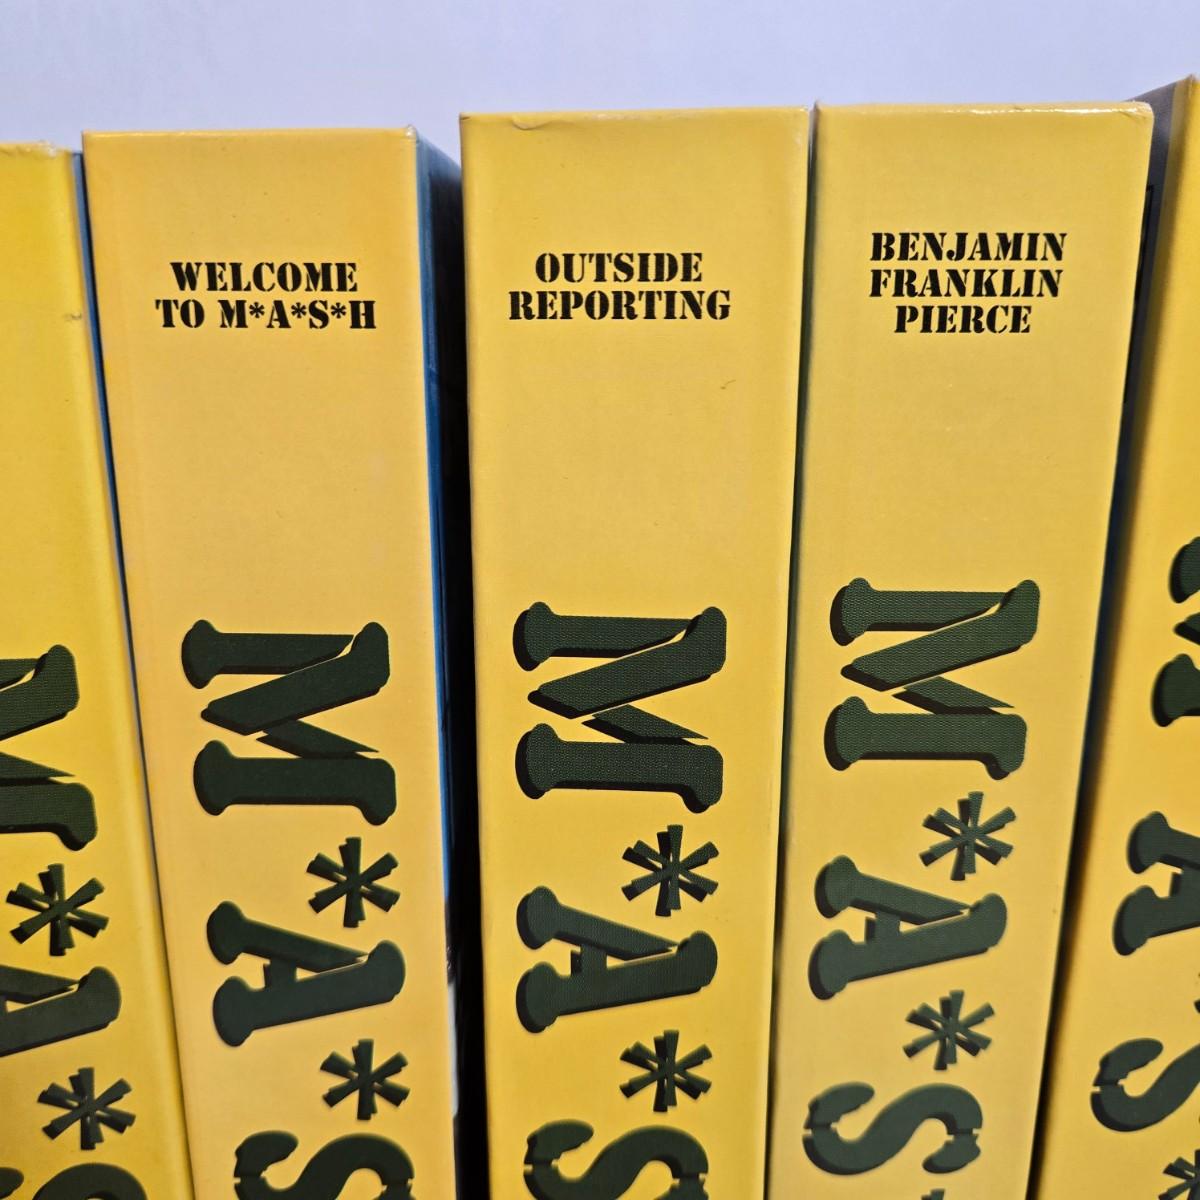 WELCOME
TO M*A*S*H
OUTSIDE
REPORTING
BENJAMIN
FRANKLIN
PIERCE
M*A*
M*A*S
M*A*S
M*A*S*
M*A*S*